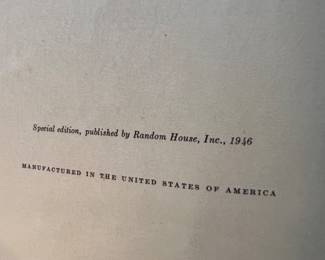 Special edition, published by Random House, Inc., 1946
MANUFACTURED IN THE UNITED STATES OF AMERICA